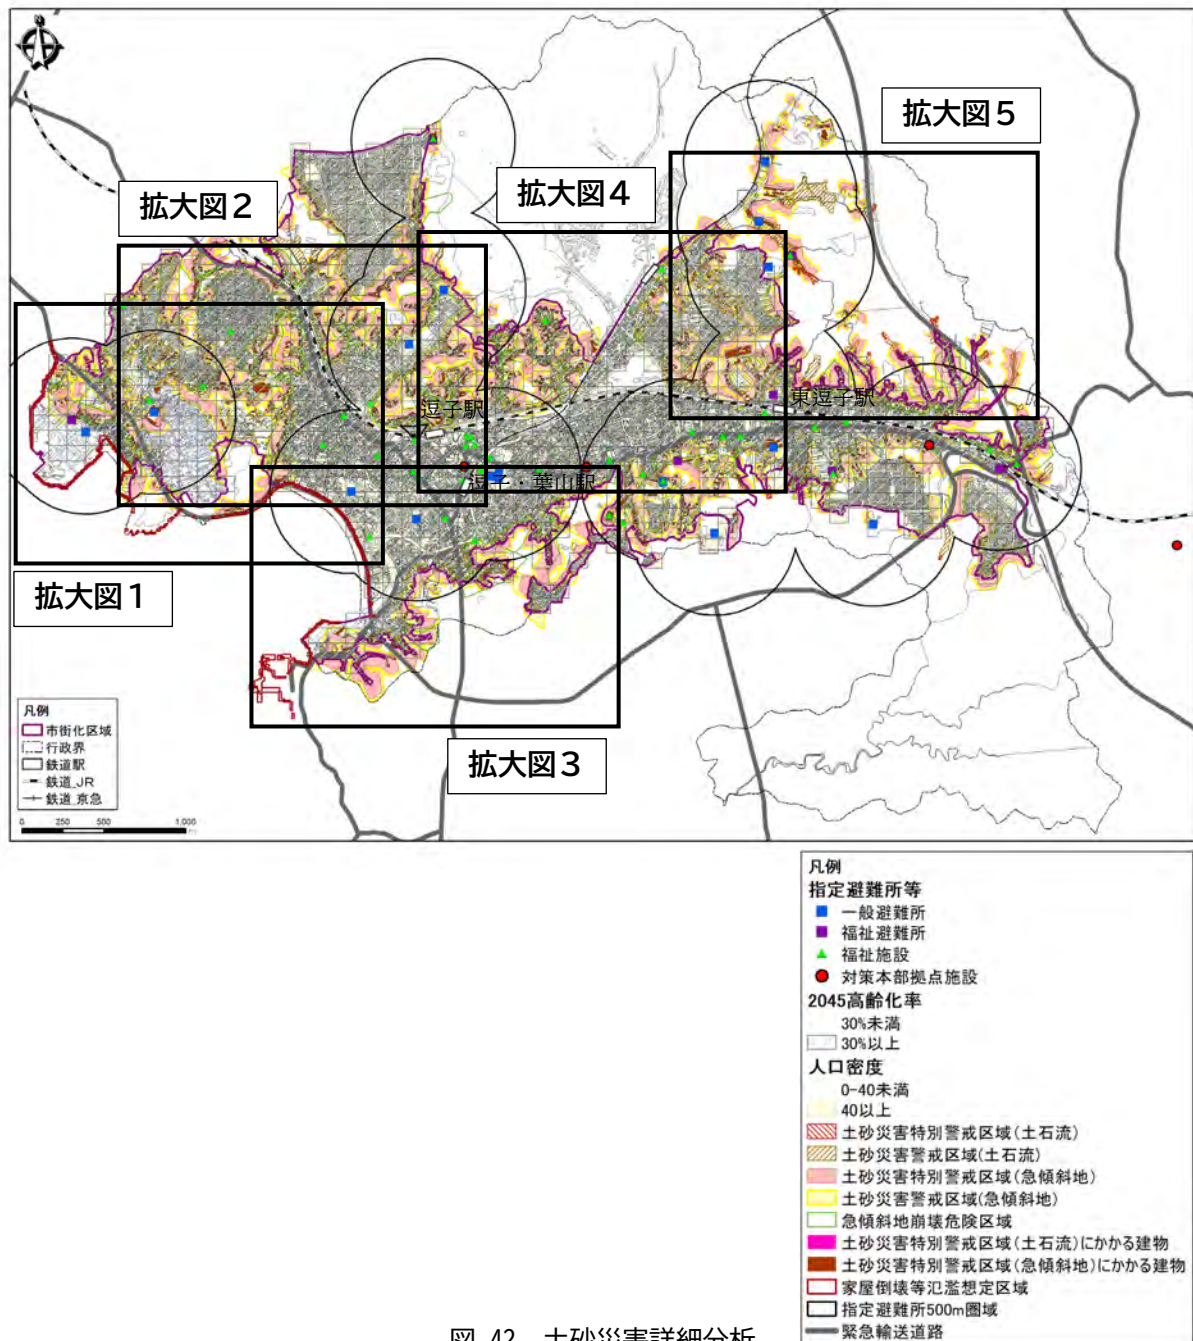 拡大図5
拡大図2
拡大図4
逗子駅
東逗子駅
逗子・葉山駅
拡大図1
拡大図3
凡例
市街化区域
行政界
鉄道駅
鉄道_JR
鉄道_京急
0 250 500 1,000
凡例
指定避難所等
一般避難所
福祉避難所
福祉施設
対策本部拠点施設
2045高齢化率
30%未満
30%以上
人口密度
0-40未満
40以上
土砂災害特別警戒区域(土石流)
土砂災害警戒区域(土石流)
土砂災害特別警戒区域(急傾斜地)
土砂災害警戒区域(急傾斜地)
急傾斜地崩壊危険区域
土砂災害特別警戒区域(土石流)にかかる建物
土砂災害特別警戒区域(急傾斜地)にかかる建物
家屋倒壊等氾濫想定区域
指定避難所500m圏域
緊急輸送道路
図 42 土砂災害詳細分析